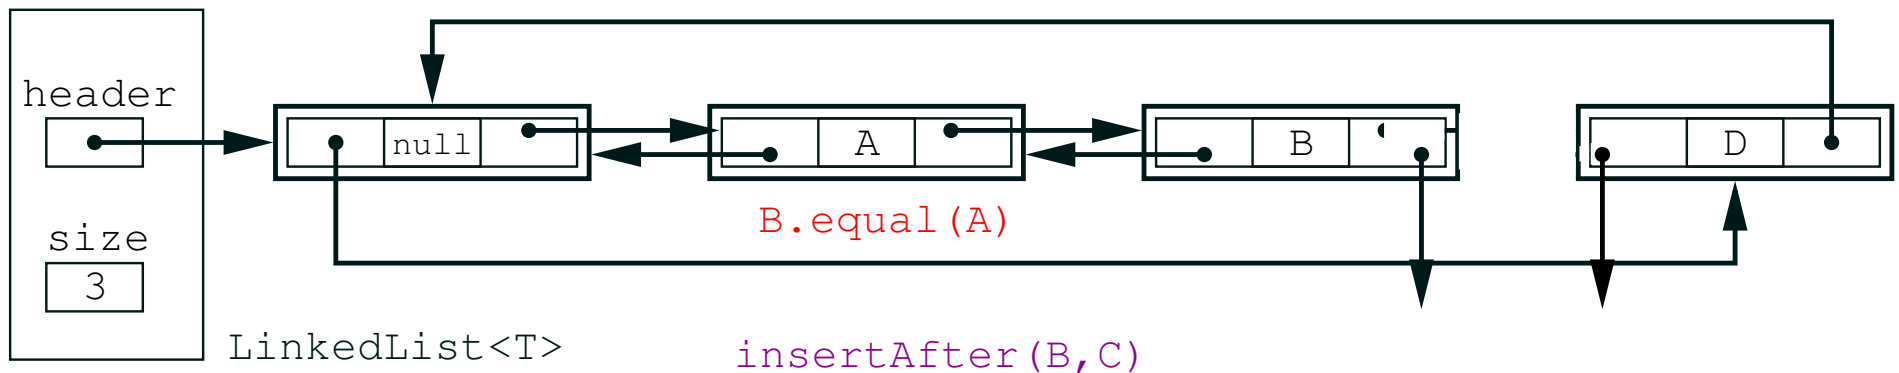 header
null
A
B
D
B.equal(A)
size
3
LinkedList<T>
insertAfter(B,C)